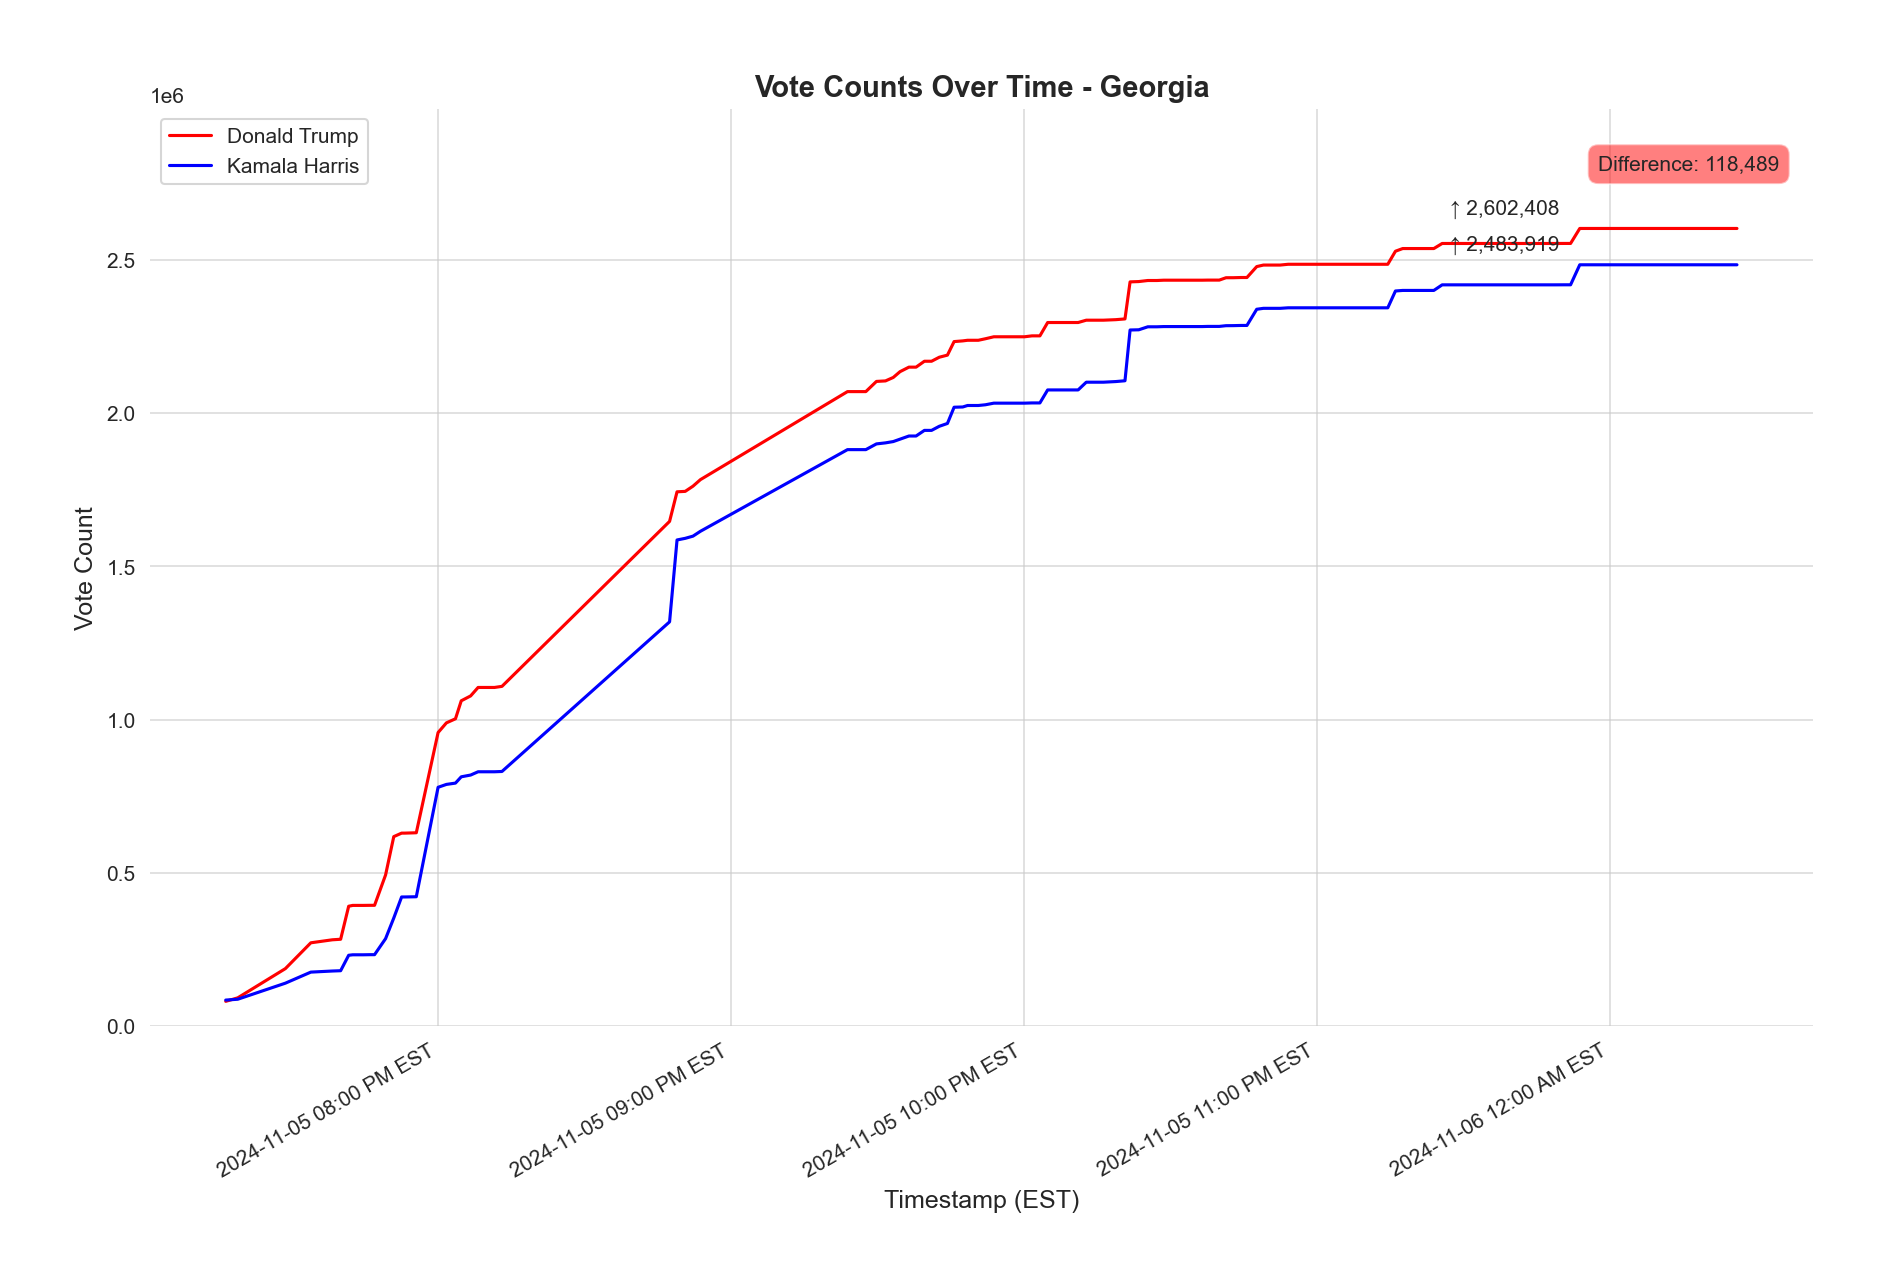 Vote Counts Over Time - Georgia
1e6
Donald Trump
Kamala Harris
Difference: 118,489
↑ 2,602,408
↑ 2,483,919
2.5
2.0
1.5
1.0
0.5
0.0
Vote Count
2024-11-05 08:00 PM EST
2024-11-05 09:00 PM EST
2024-11-05 10:00 PM EST
2024-11-05 11:00 PM EST
2024-11-06 12:00 AM EST
Timestamp (EST)